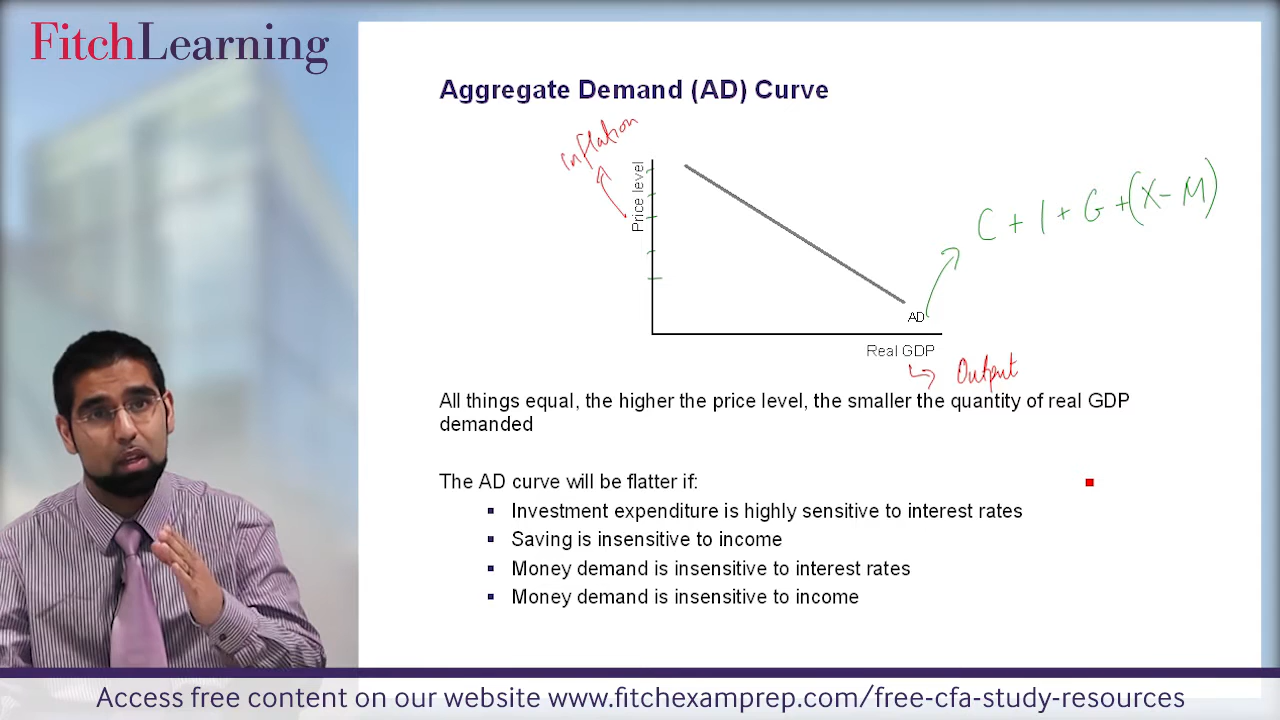 FitchLearning
Aggregate Demand (AD) Curve
Inflation
Price level
C + I + G + (X - M)
AD
Real GDP
Output
All things equal, the higher the price level, the smaller the quantity of real GDP
demanded
The AD curve will be flatter if:
▪ Investment expenditure is highly sensitive to interest rates
▪ Saving is insensitive to income
▪ Money demand is insensitive to interest rates
▪ Money demand is insensitive to income
Access free content on our website www.fitchexamprep.com/free-cfa-study-resources